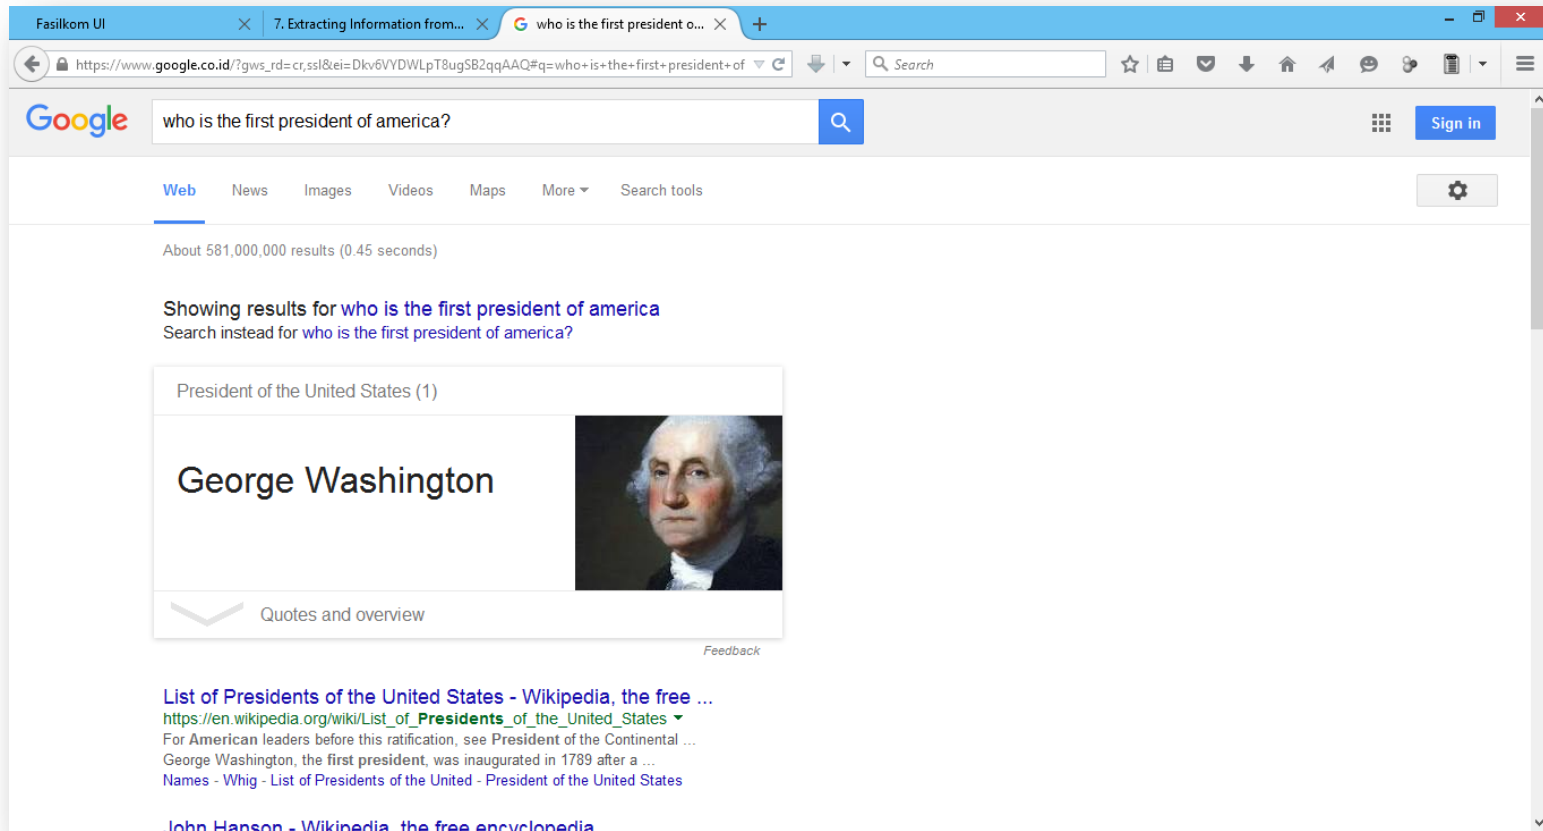 Fasilkom UI
7. Extracting Information from...
who is the first president o...
https://www.google.co.id/?gws_rd=cr,ssl&ei=Dkv6VYDWLpT8ugSB2qqAAQ#q=who+is+the+first+president+of
Search
Google
who is the first president of america?
Sign in
Web News Images Videos Maps More Search tools
About 581,000,000 results (0.45 seconds)
Showing results for who is the first president of america
Search instead for who is the first president of america?
President of the United States (1)
George Washington
Quotes and overview
Feedback
List of Presidents of the United States - Wikipedia, the free ...
https://en.wikipedia.org/wiki/List_of_Presidents_of_the_United_States
For American leaders before this ratification, see President of the Continental ...
George Washington, the first president, was inaugurated in 1789 after a ...
Names - Whig - List of Presidents of the United - President of the United States
John Hanson - Wikipedia, the free encyclopedia